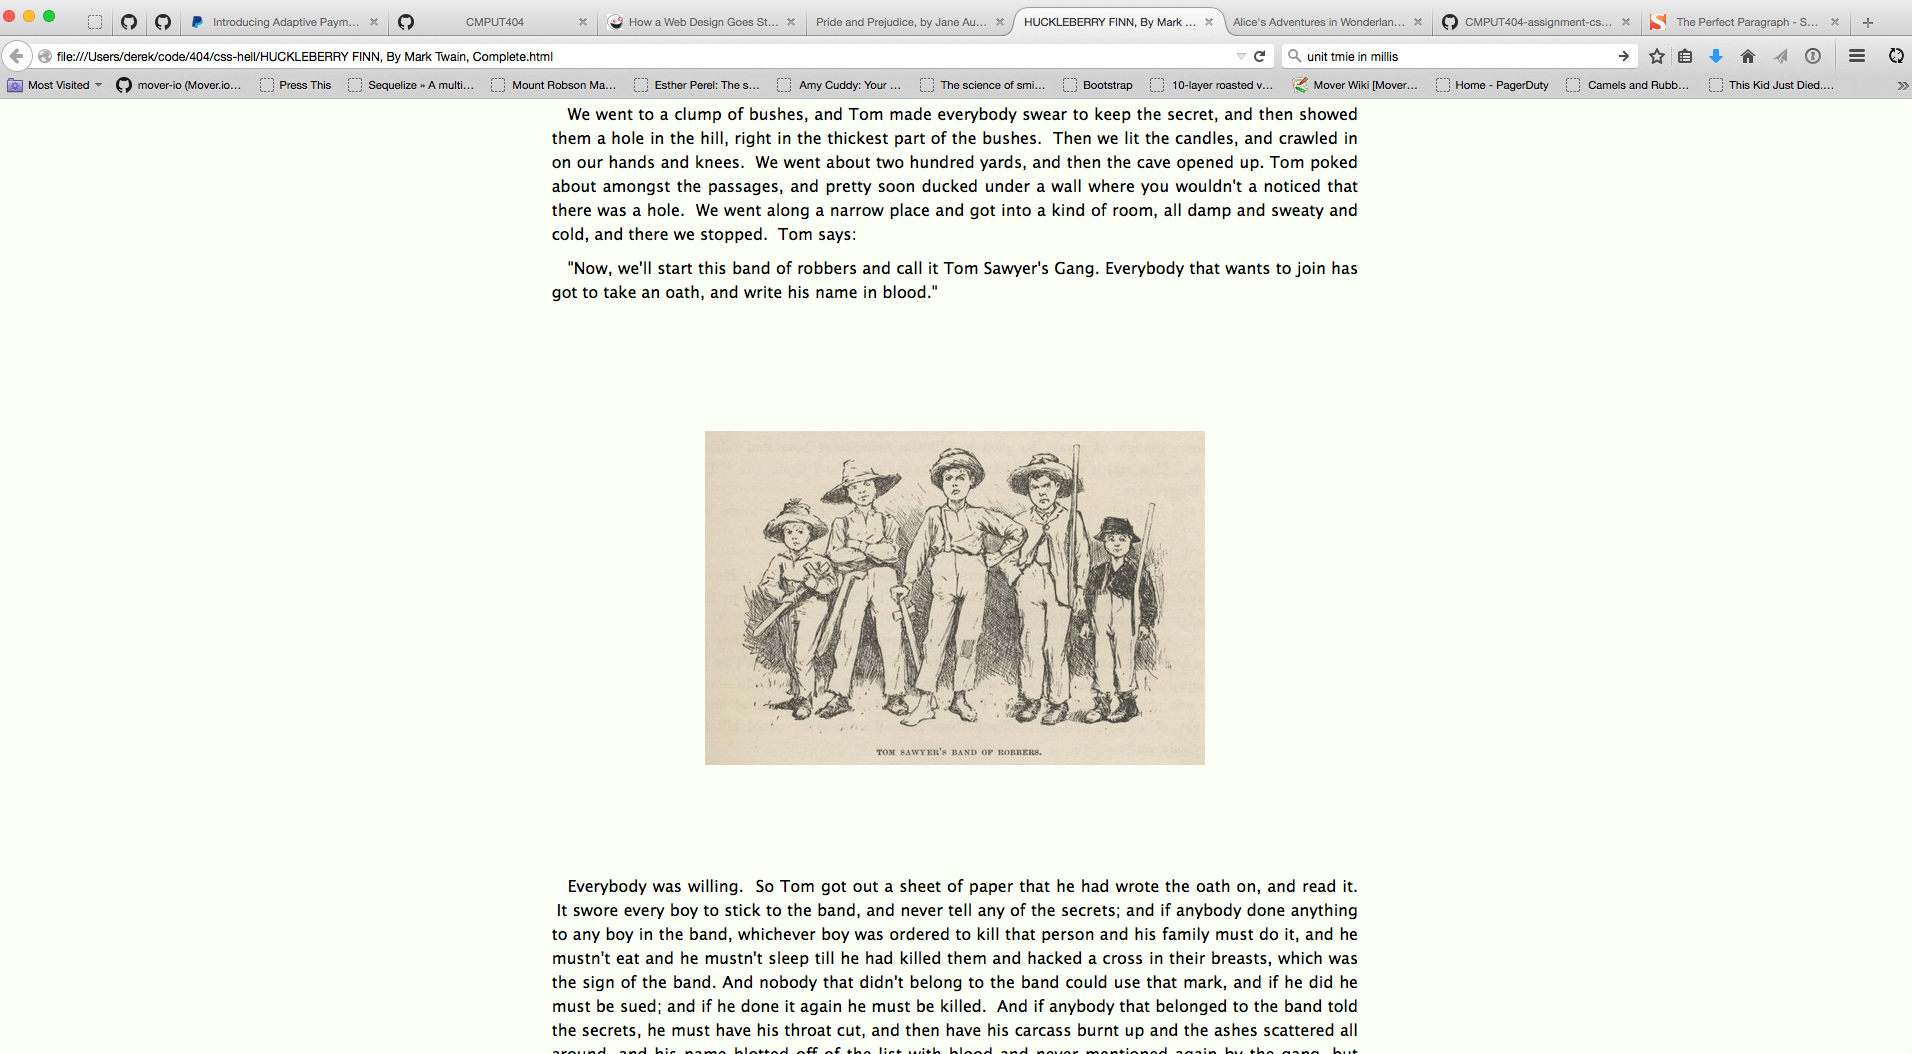 Introducing Adaptive Paym...
CMPUT404
How a Web Design Goes St...
Pride and Prejudice, by Jane Au...
HUCKLEBERRY FINN, By Mark ...
Alice's Adventures in Wonderlan...
CMPUT404-assignment-cs...
The Perfect Paragraph - S...
file:///Users/derek/code/404/css-hell/HUCKLEBERRY FINN, By Mark Twain, Complete.html
unit tmie in millis
Most Visited
mover-io (Mover.io...
Press This
Sequelize » A multi...
Mount Robson Ma...
Esther Perel: The s...
Amy Cuddy: Your ...
The science of smi...
Bootstrap
10-layer roasted v...
Mover Wiki [Mover...
Home - PagerDuty
Camels and Rubb...
This Kid Just Died....
We went to a clump of bushes, and Tom made everybody swear to keep the secret, and then showed
them a hole in the hill, right in the thickest part of the bushes.  Then we lit the candles, and crawled in
on our hands and knees.  We went about two hundred yards, and then the cave opened up. Tom poked
about amongst the passages, and pretty soon ducked under a wall where you wouldn't a noticed that
there was a hole.  We went along a narrow place and got into a kind of room, all damp and sweaty and
cold, and there we stopped.  Tom says:
"Now, we'll start this band of robbers and call it Tom Sawyer's Gang. Everybody that wants to join has
got to take an oath, and write his name in blood."
TOM SAWYER'S BAND OF ROBBERS.
Everybody was willing.  So Tom got out a sheet of paper that he had wrote the oath on, and read it.
It swore every boy to stick to the band, and never tell any of the secrets; and if anybody done anything
to any boy in the band, whichever boy was ordered to kill that person and his family must do it, and he
mustn't eat and he mustn't sleep till he had killed them and hacked a cross in their breasts, which was
the sign of the band. And nobody that didn't belong to the band could use that mark, and if he did he
must be sued; and if he done it again he must be killed.  And if anybody that belonged to the band told
the secrets, he must have his throat cut, and then have his carcass burnt up and the ashes scattered all
around, and his name blotted off of the list with blood and never mentioned again by the gang, but